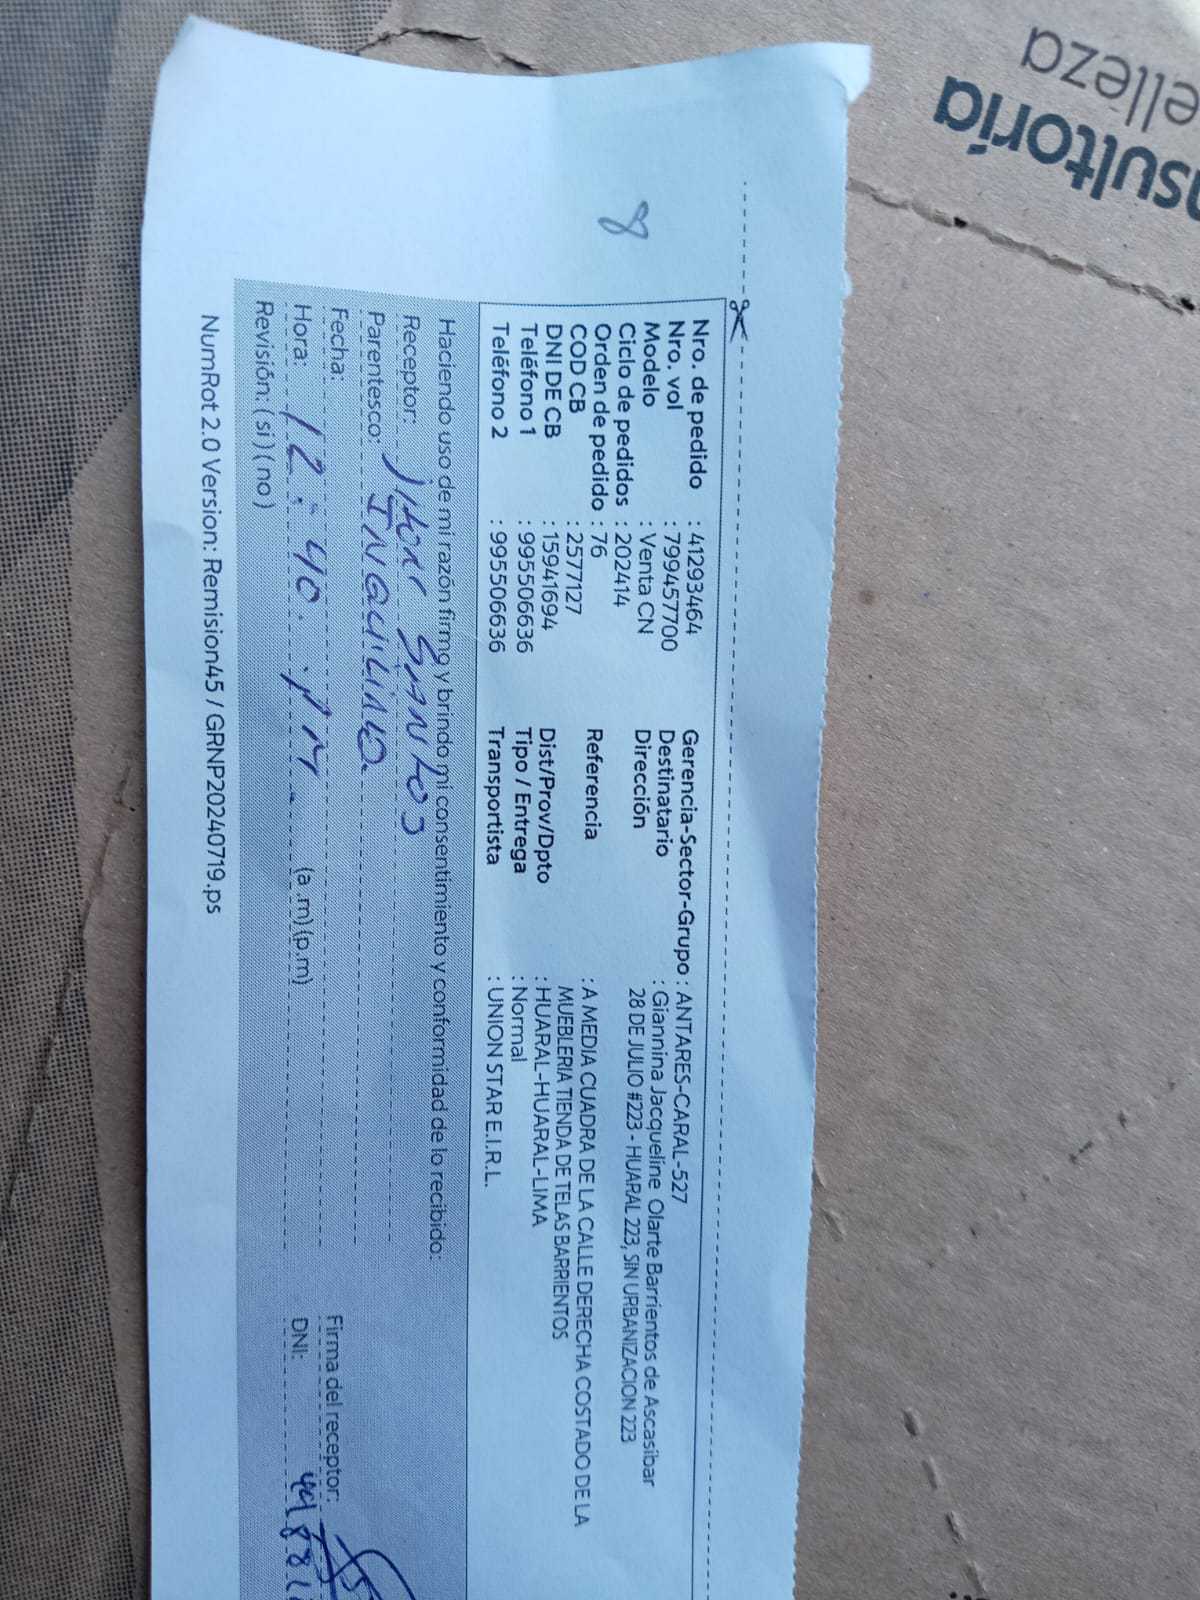 nsultoría
elleza
8
Nro. de pedido : 41293464
Nro. vol : 799457700
Modelo : Venta CN
Ciclo de pedidos : 202414
Orden de pedido : 76
COD CB : 2577127
DNI DE CB : 15941694
Teléfono 1 : 995506636
Teléfono 2 : 995506636
Gerencia-Sector-Grupo : ANTARES-CARAL-527
Destinatario : Giannina Jacqueline Olarte Barrientos de Ascasibar
Dirección 28 DE JULIO #223 - HUARAL 223, SIN URBANIZACION 223
Referencia : A MEDIA CUADRA DE LA CALLE DERECHA COSTADO DE LA
MUEBLERIA TIENDA DE TELAS BARRIENTOS
Dist/Prov/Dpto : HUARAL-HUARAL-LIMA
Tipo / Entrega : Normal
Transportista : UNION STAR E.I.R.L.
Haciendo uso de mi razón firmo y brindo mi consentimiento y conformidad de lo recibido:
Receptor: Santos
Parentesco: INQUILINO
Fecha:
Hora: 12:40. PM. (a .m) (p.m)
Revisión: ( si ) ( no )
Firma del receptor:
DNI:
NumRot 2.0 Version: Remision45 / GRNP20240719.ps